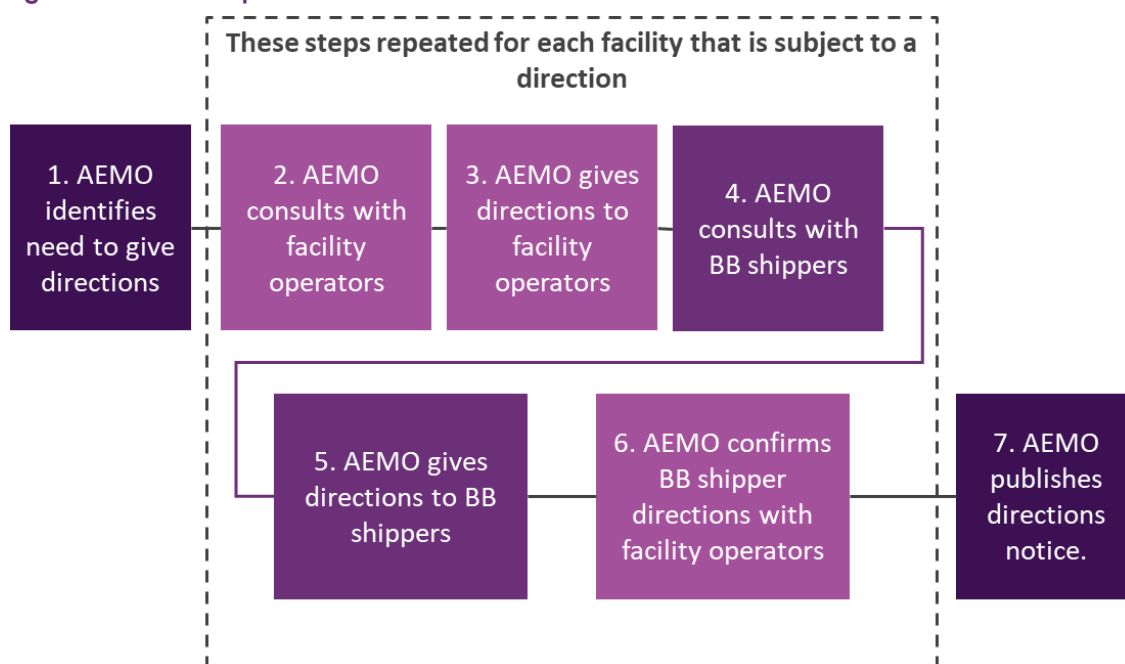 These steps repeated for each facility that is subject to a
direction
1. AEMO
identifies
need to give
directions
2. AEMO
consults with
facility
operators
3. AEMO gives
directions to
facility
operators
4. AEMO
consults with
BB shippers
5. AEMO gives
directions to BB
shippers
6. AEMO confirms
BB shipper
directions with
facility operators
7. AEMO
publishes
directions
notice.